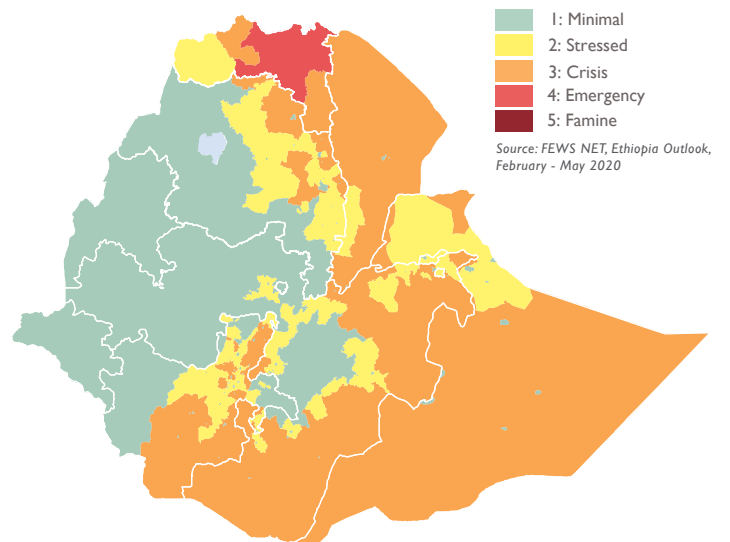 1: Minimal
2: Stressed
3: Crisis
4: Emergency
5: Famine
Source: FEWS NET, Ethiopia Outlook,
February - May 2020